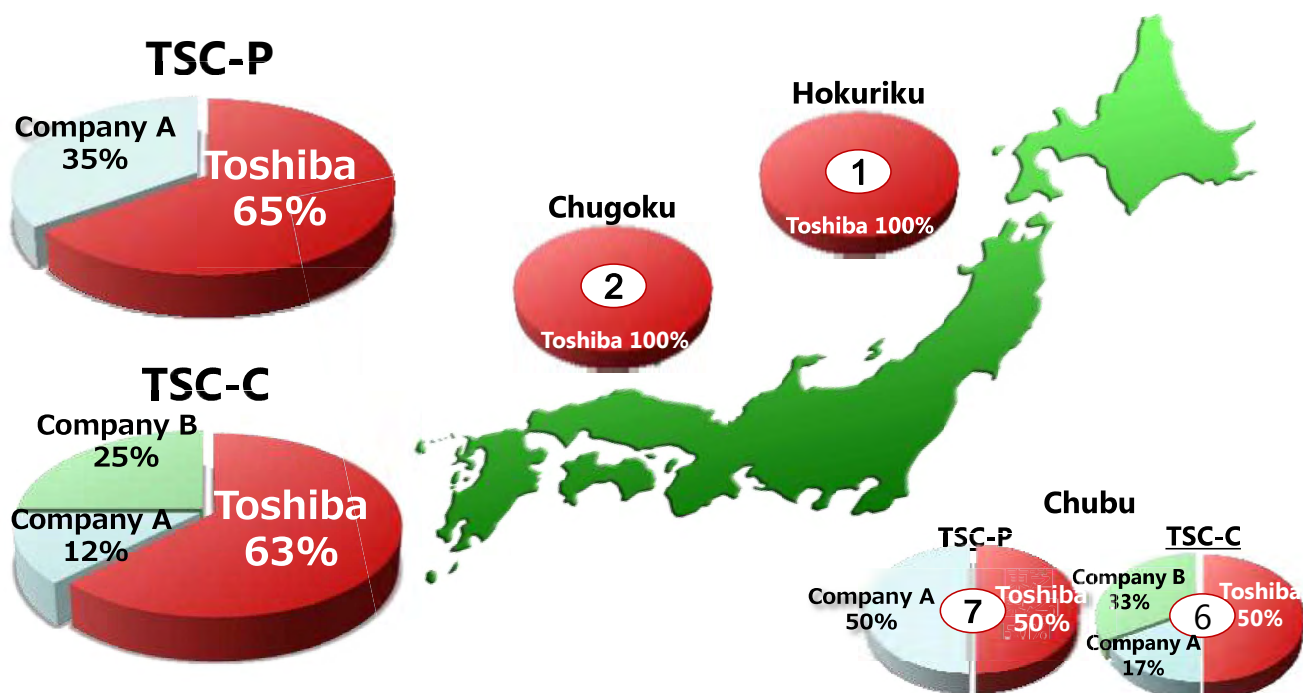 TSC-P
Company A
35%
Toshiba
65%
Hokuriku
1
Toshiba 100%
Chugoku
2
Toshiba 100%
TSC-C
Company B
25%
Company A
12%
Toshiba
63%
Chubu
TSC-P
Company A
50%
7
Toshiba
50%
TSC-C
Company B
33%
6
Toshiba
50%
Company A
17%